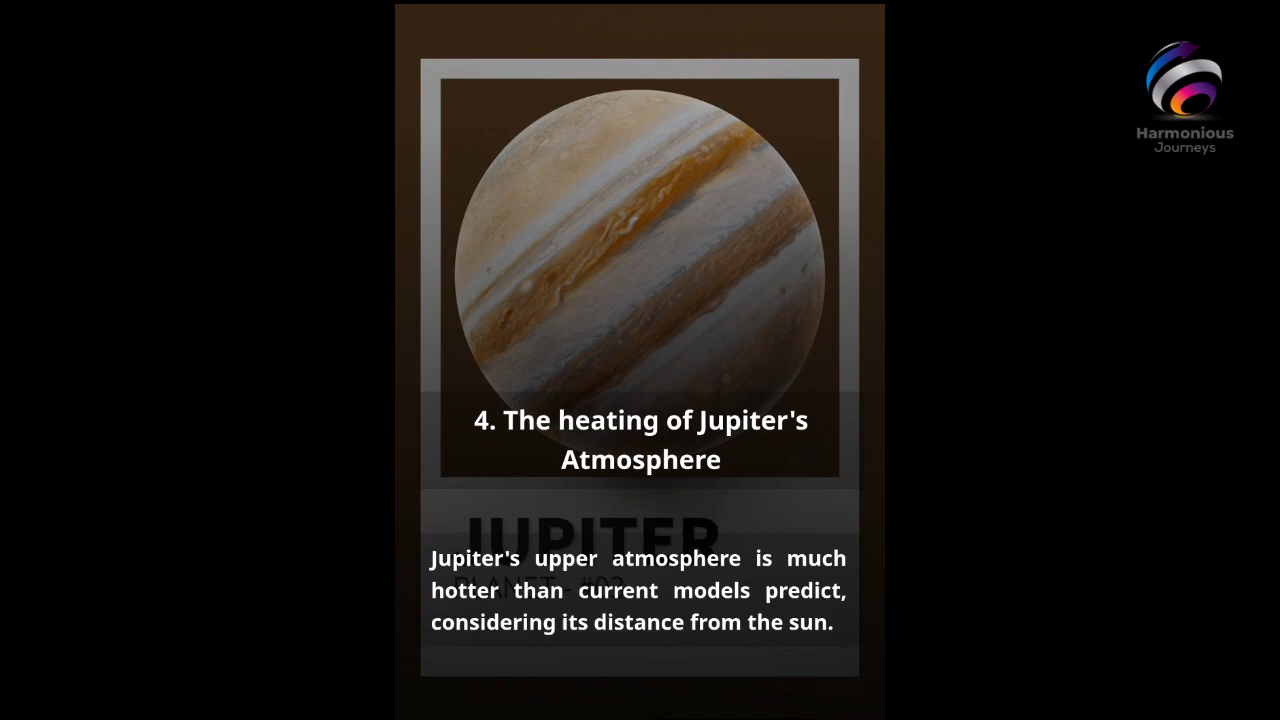 Harmonious
Journeys
4. The heating of Jupiter's
Atmosphere
JUPITER
Jupiter's upper atmosphere is much
hotter than current models predict,
considering its distance from the sun.